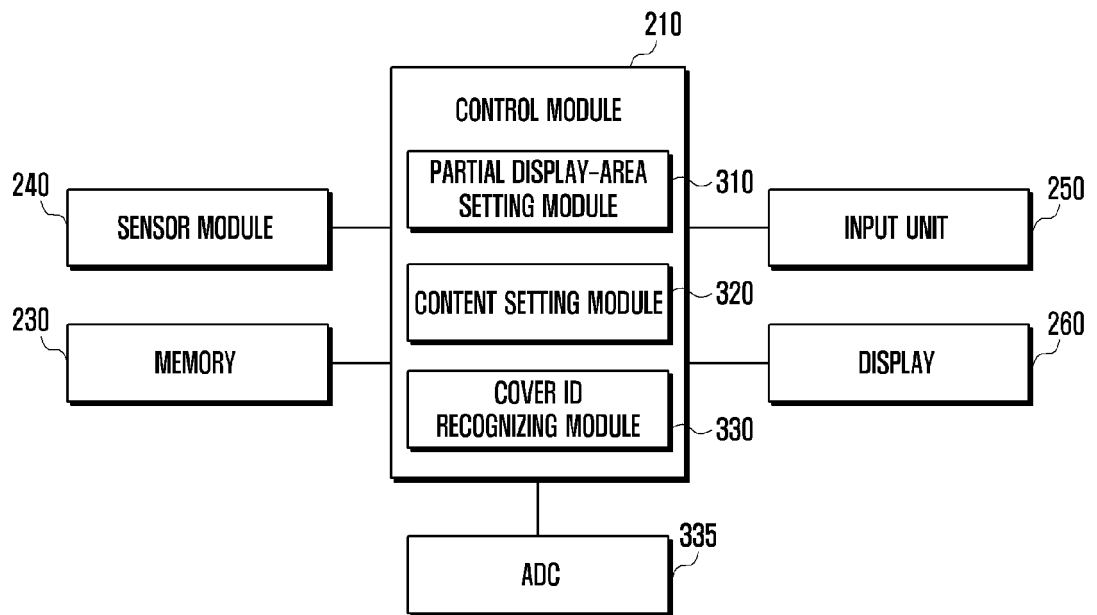 210
CONTROL MODULE
PARTIAL DISPLAY-AREA
SETTING MODULE
310
240
SENSOR MODULE
250
INPUT UNIT
CONTENT SETTING MODULE
320
230
MEMORY
260
DISPLAY
COVER ID
RECOGNIZING MODULE
330
335
ADC